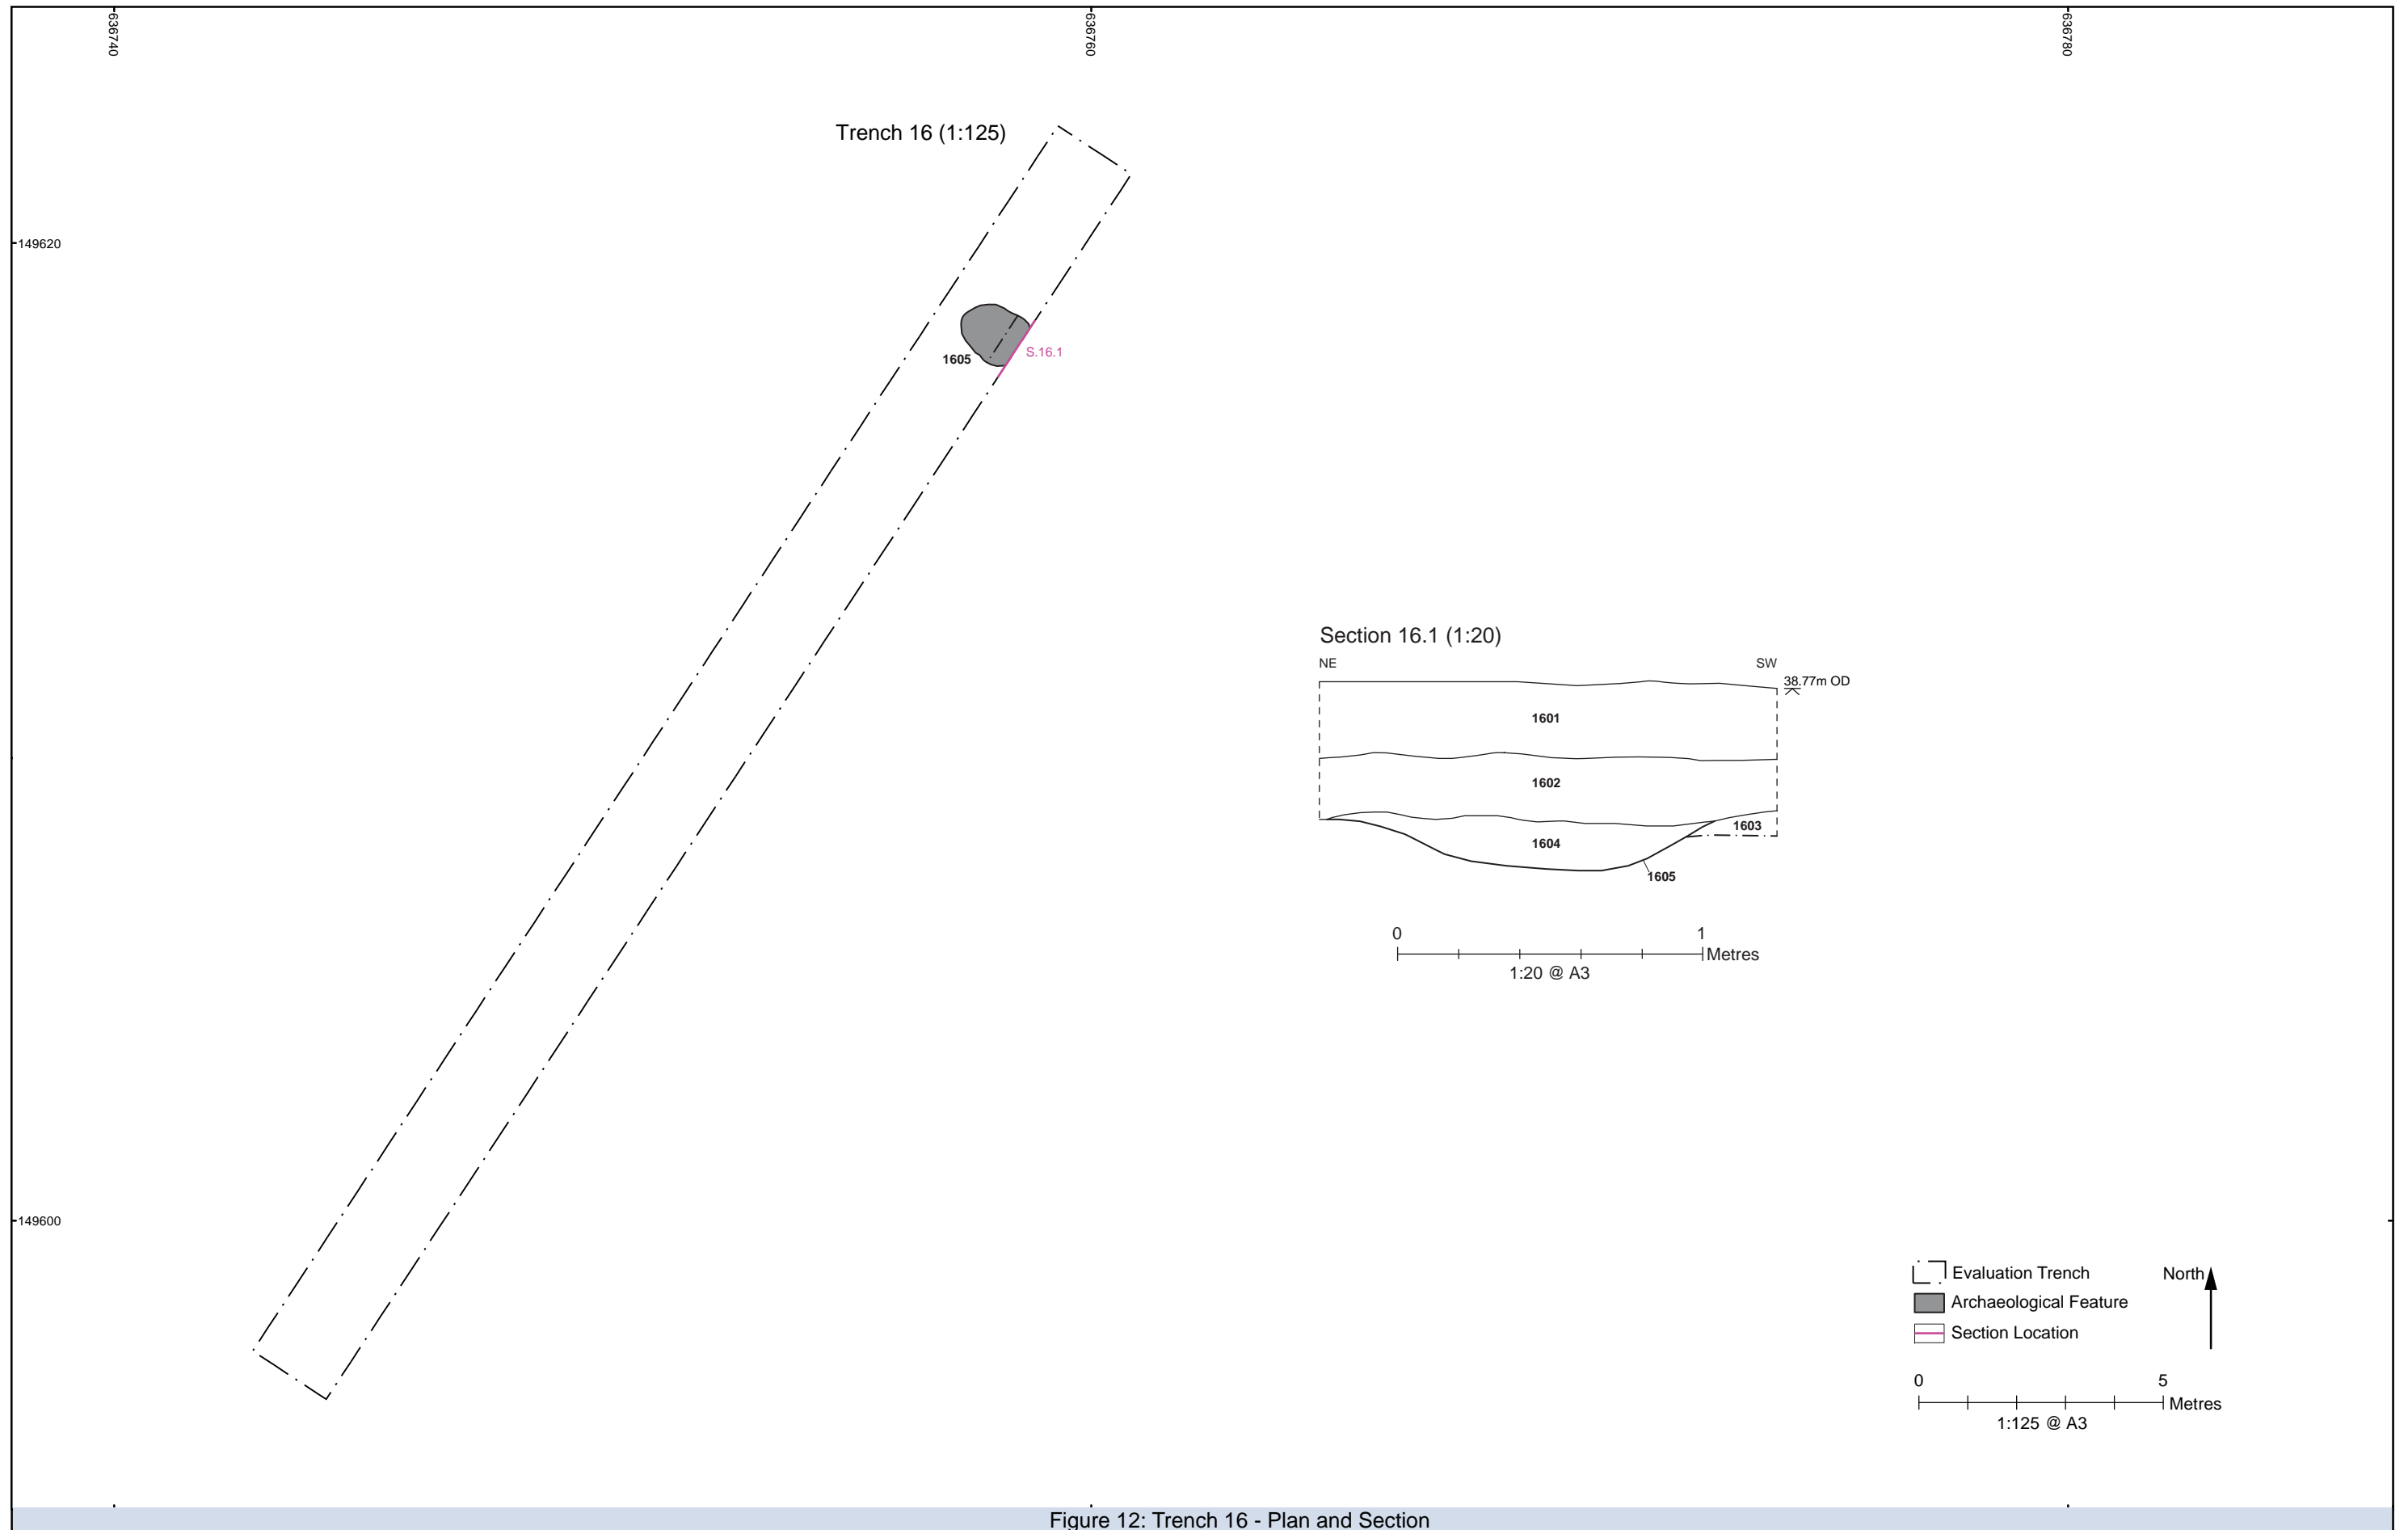 636740
636760
636780
Trench 16 (1:125)
149620
S.16.1
1605
Section 16.1 (1:20)
NE
SW
38.77m OD
1601
1602
1603
1604
1605
0 1
Metres
1:20 @ A3
149600
Evaluation Trench
North
Archaeological Feature
Section Location
0 5
Metres
1:125 @ A3
Figure 12: Trench 16 - Plan and Section